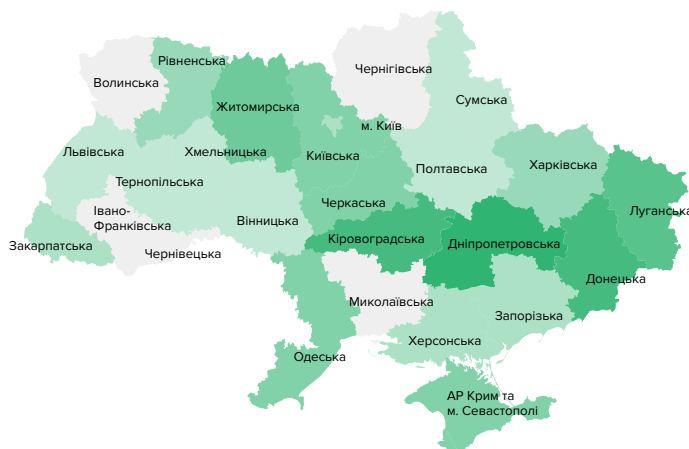 Рівненська
Чернігівська
Волинська
Житомирська
Сумська
м. Київ
Львівська
Хмельницька
Київська
Полтавська
Харківська
Тернопільська
Черкаська
Івано-
Франківська
Вінницька
Луганська
Закарпатська
Кіровоградська
Дніпропетровська
Чернівецька
Донецька
Миколаївська
Запорізька
Херсонська
Одеська
АР Крим та
м. Севастополі